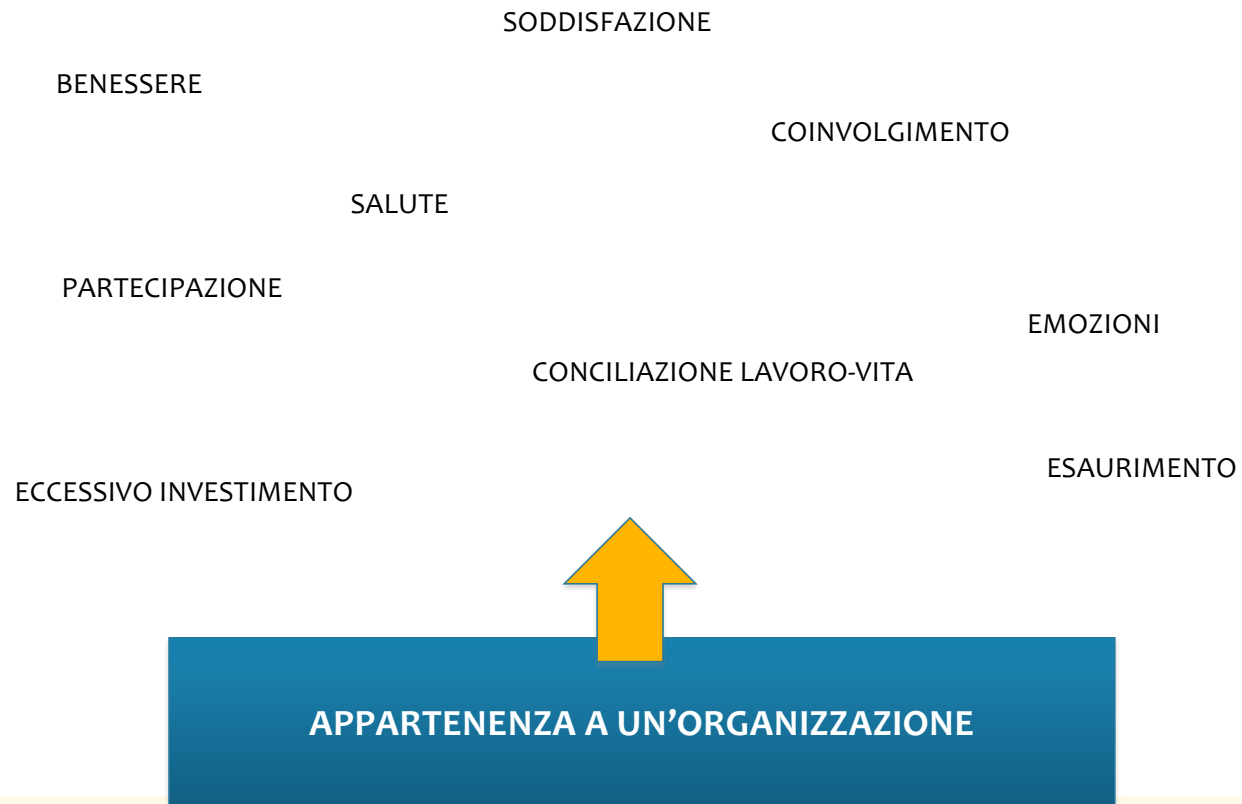 SODDISFAZIONE
BENESSERE
COINVOLGIMENTO
SALUTE
PARTECIPAZIONE
EMOZIONI
CONCILIAZIONE LAVORO-VITA
ESAURIMENTO
ECCESSIVO INVESTIMENTO
APPARTENENZA A UN’ORGANIZZAZIONE